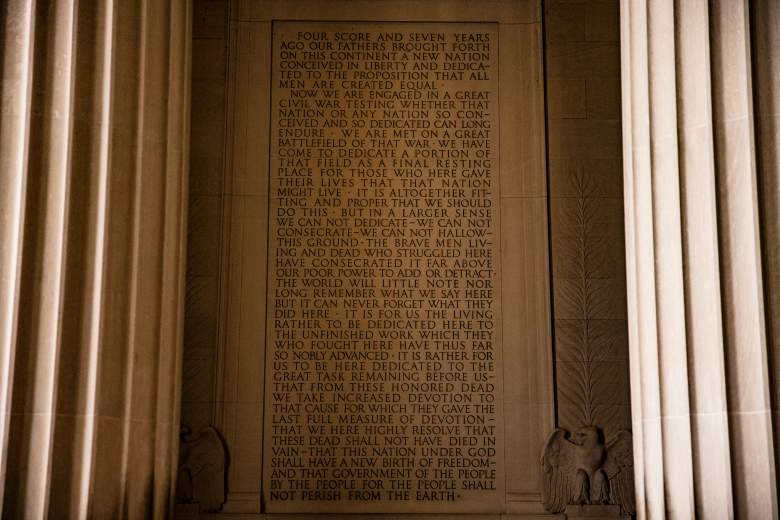 FOUR SCORE AND SEVEN YEARS
AGO OUR FATHERS BROUGHT FORTH
ON THIS CONTINENT A NEW NATION
CONCEIVED IN LIBERTY AND DEDICA-
TED TO THE PROPOSITION THAT ALL
MEN ARE CREATED EQUAL ·
NOW WE ARE ENGAGED IN A GREAT
CIVIL WAR TESTING WHETHER THAT
NATION OR ANY NATION SO CON-
CEIVED AND SO DEDICATED CAN LONG
ENDURE · WE ARE MET ON A GREAT
BATTLEFIELD OF THAT WAR · WE HAVE
COME TO DEDICATE A PORTION OF
THAT FIELD AS A FINAL RESTING
PLACE FOR THOSE WHO HERE GAVE
THEIR LIVES THAT THAT NATION
MIGHT LIVE · IT IS ALTOGETHER FIT-
TING AND PROPER THAT WE SHOULD
DO THIS · BUT IN A LARGER SENSE
WE CAN NOT DEDICATE-WE CAN NOT
CONSECRATE-WE CAN NOT HALLOW-
THIS GROUND · THE BRAVE MEN LIV-
ING AND DEAD WHO STRUGGLED HERE
HAVE CONSECRATED IT FAR ABOVE
OUR POOR POWER TO ADD OR DETRACT ·
THE WORLD WILL LITTLE NOTE NOR
LONG REMEMBER WHAT WE SAY HERE
BUT IT CAN NEVER FORGET WHAT THEY
DID HERE · IT IS FOR US THE LIVING
RATHER TO BE DEDICATED HERE TO
THE UNFINISHED WORK WHICH THEY
WHO FOUGHT HERE HAVE THUS FAR
SO NOBLY ADVANCED · IT IS RATHER FOR
US TO BE HERE DEDICATED TO THE
GREAT TASK REMAINING BEFORE US-
THAT FROM THESE HONORED DEAD
WE TAKE INCREASED DEVOTION TO
THAT CAUSE FOR WHICH THEY GAVE THE
LAST FULL MEASURE OF DEVOTION-
THAT WE HERE HIGHLY RESOLVE THAT
THESE DEAD SHALL NOT HAVE DIED IN
VAIN-THAT THIS NATION UNDER GOD
SHALL HAVE A NEW BIRTH OF FREEDOM-
AND THAT GOVERNMENT OF THE PEOPLE
BY THE PEOPLE FOR THE PEOPLE SHALL
NOT PERISH FROM THE EARTH ·